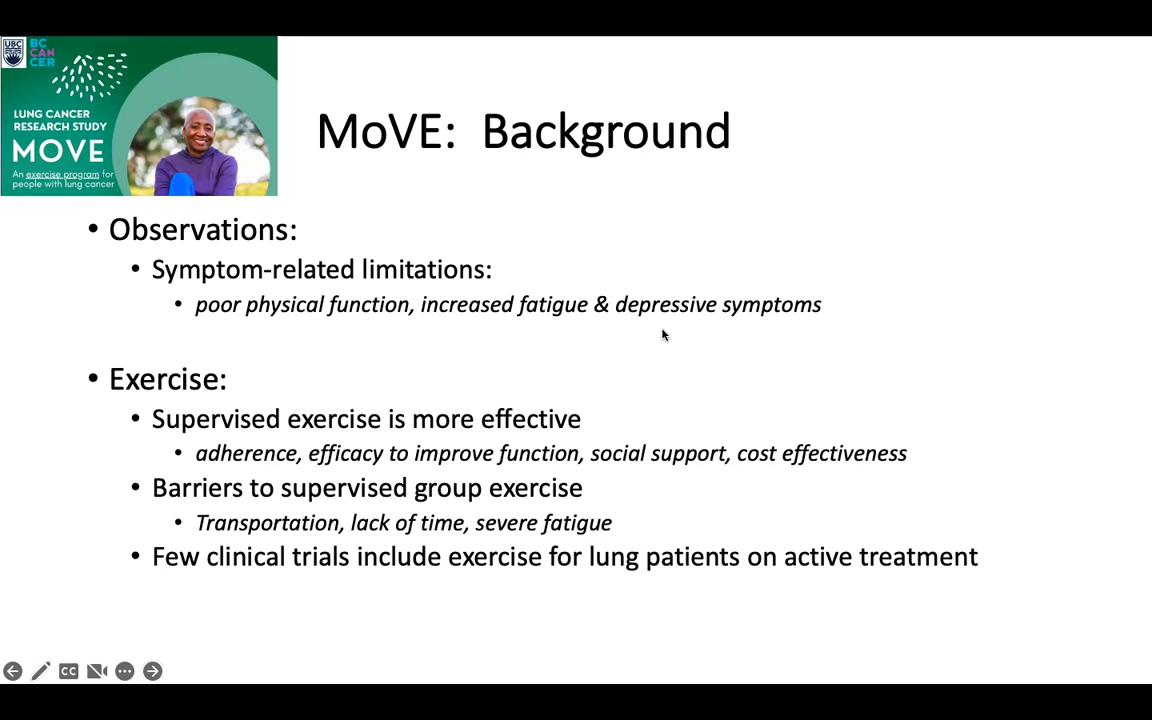 UBC
BC
CAN
CER
LUNG CANCER
RESEARCH STUDY
MOVE
An exercise program for
people with lung cancer
MoVE: Background
• Observations:
• Symptom-related limitations:
• poor physical function, increased fatigue & depressive symptoms
• Exercise:
• Supervised exercise is more effective
• adherence, efficacy to improve function, social support, cost effectiveness
• Barriers to supervised group exercise
• Transportation, lack of time, severe fatigue
• Few clinical trials include exercise for lung patients on active treatment
CC